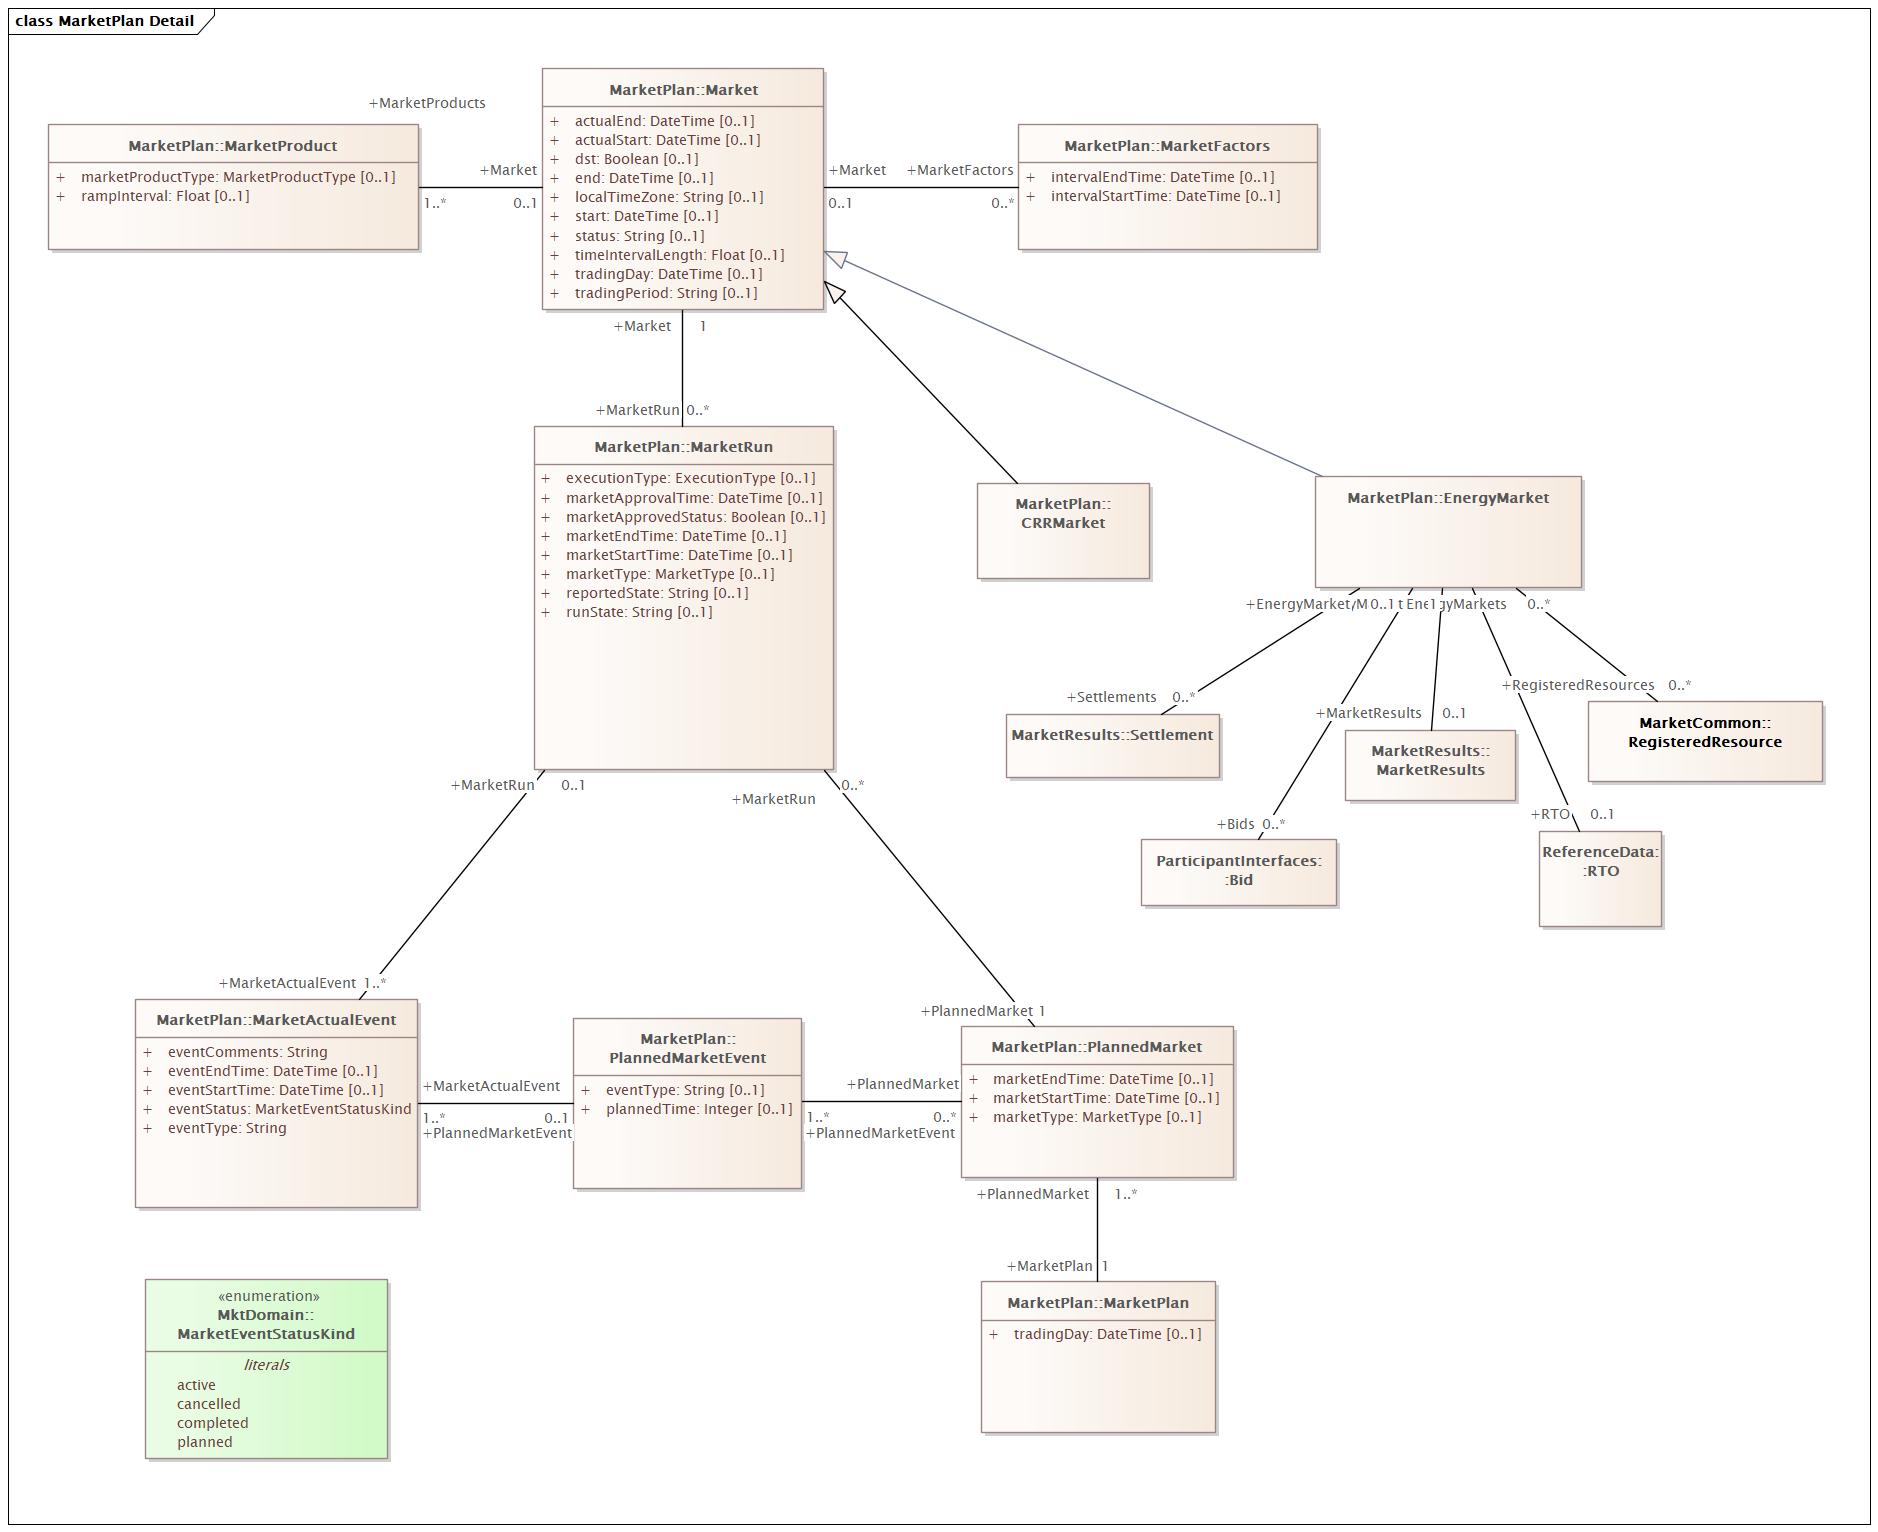 class MarketPlan Detail
MarketPlan::Market
+ actualEnd: DateTime [0..1]
+ actualStart: DateTime [0..1]
+ dst: Boolean [0..1]
+ end: DateTime [0..1]
+ localTimeZone: String [0..1]
+ start: DateTime [0..1]
+ status: String [0..1]
+ timeIntervalLength: Float [0..1]
+ tradingDay: DateTime [0..1]
+ tradingPeriod: String [0..1]
+MarketProducts
MarketPlan::MarketProduct
+ marketProductType: MarketProductType [0..1]
+ rampInterval: Float [0..1]
+Market
1..*
0..1
+Market
+MarketFactors
0..1
0..*
MarketPlan::MarketFactors
+ intervalEndTime: DateTime [0..1]
+ intervalStartTime: DateTime [0..1]
+Market 1
+MarketRun 0..*
MarketPlan::MarketRun
+ executionType: ExecutionType [0..1]
+ marketApprovalTime: DateTime [0..1]
+ marketApprovedStatus: Boolean [0..1]
+ marketEndTime: DateTime [0..1]
+ marketStartTime: DateTime [0..1]
+ marketType: MarketType [0..1]
+ reportedState: String [0..1]
+ runState: String [0..1]
MarketPlan::
CRRMarket
MarketPlan::EnergyMarket
+EnergyMarket
0..1
0..*
+Settlements 0..*
MarketResults::Settlement
+MarketResults 0..1
MarketResults::
MarketResults
+RegisteredResources 0..*
MarketCommon::
RegisteredResource
+Bids 0..*
ParticipantInterfaces:
:Bid
+RTO 0..1
ReferenceData:
:RTO
+MarketRun 0..1
+MarketRun
0..*
+MarketActualEvent 1..*
MarketPlan::MarketActualEvent
+ eventComments: String
+ eventEndTime: DateTime [0..1]
+ eventStartTime: DateTime [0..1]
+ eventStatus: MarketEventStatusKind
+ eventType: String
+MarketActualEvent
1..*
0..1
+PlannedMarketEvent
MarketPlan::
PlannedMarketEvent
+ eventType: String [0..1]
+ plannedTime: Integer [0..1]
+PlannedMarket
1..*
0..*
+PlannedMarketEvent
+PlannedMarket 1
MarketPlan::PlannedMarket
+ marketEndTime: DateTime [0..1]
+ marketStartTime: DateTime [0..1]
+ marketType: MarketType [0..1]
+PlannedMarket 1..*
+MarketPlan 1
MarketPlan::MarketPlan
+ tradingDay: DateTime [0..1]
«enumeration»
MktDomain::
MarketEventStatusKind
literals
active
cancelled
completed
planned